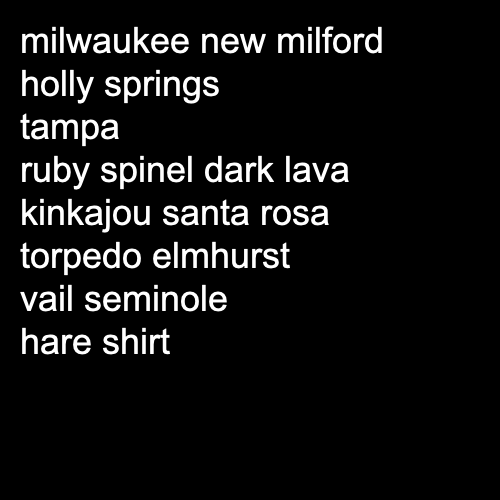 milwaukee new milford
holly springs
tampa
ruby spinel dark lava
kinkajou santa rosa
torpedo elmhurst
vail seminole
hare shirt